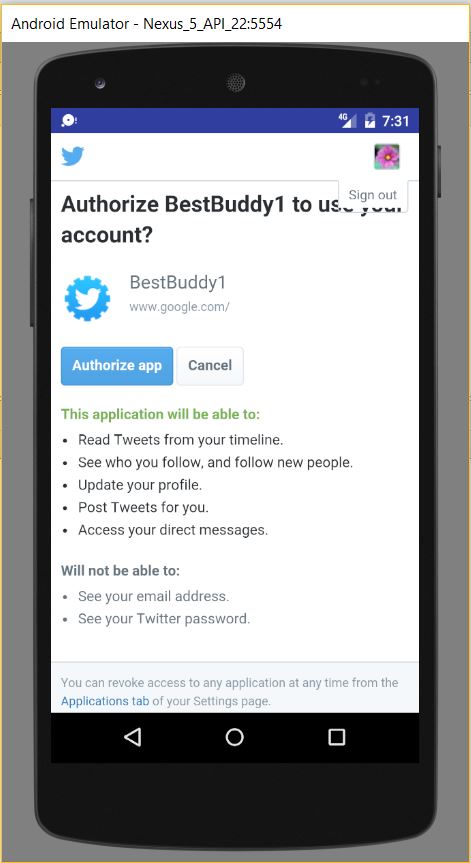 Android Emulator - Nexus_5_API_22:5554
4G 7:31
Sign out
Authorize BestBuddy1 to use your
account?
BestBuddy1
www.google.com/
Authorize app Cancel
This application will be able to:
• Read Tweets from your timeline.
• See who you follow, and follow new people.
• Update your profile.
• Post Tweets for you.
• Access your direct messages.
Will not be able to:
• See your email address.
• See your Twitter password.
You can revoke access to any application at any time from the
Applications tab of your Settings page.